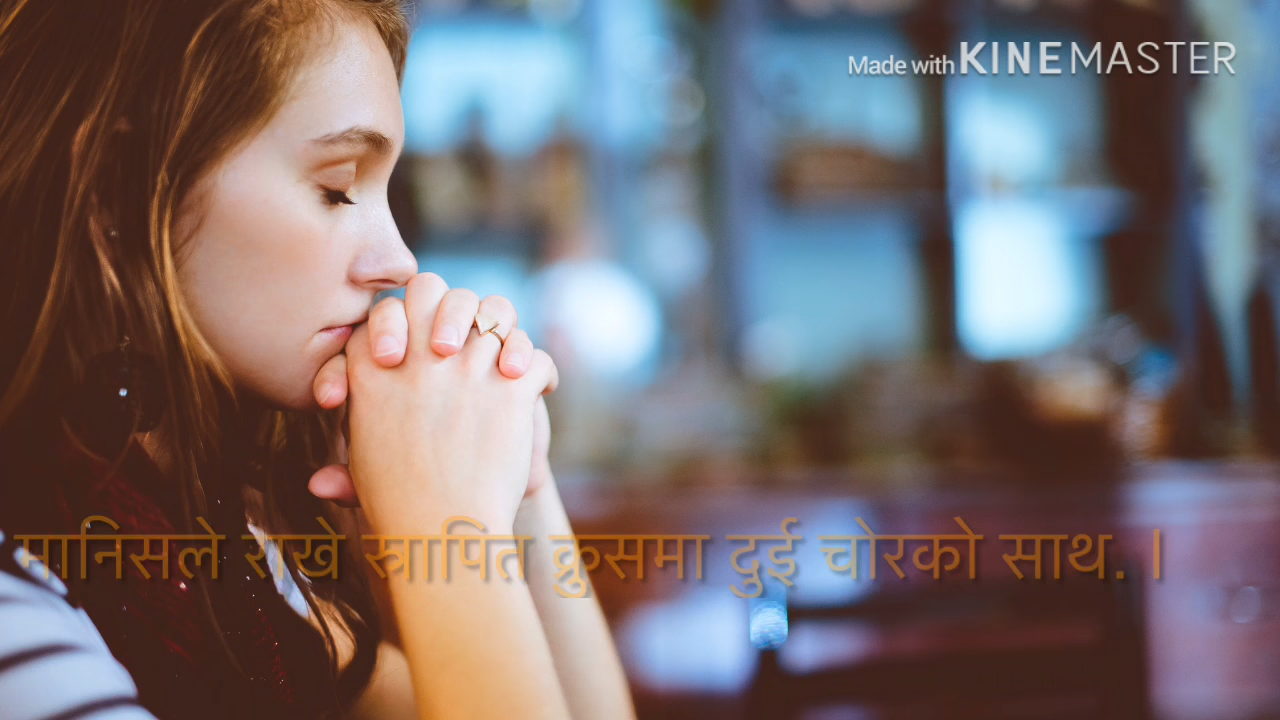 Made with KINEMASTER
मानिसले राखे स्रापित क्रुसमा दुई चोरको साथ. ।